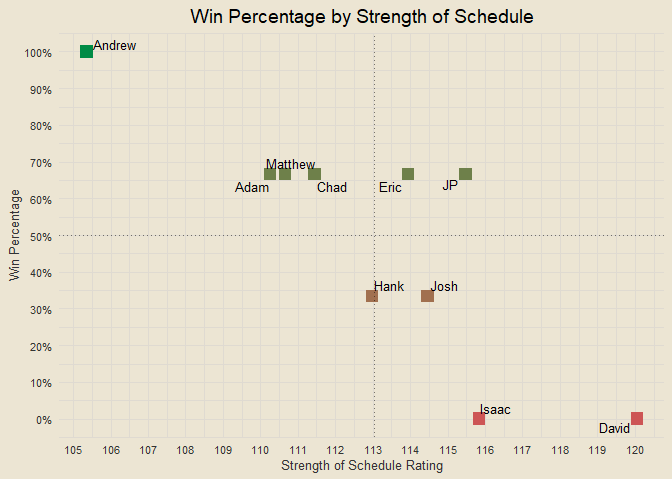 Win Percentage by Strength of Schedule
100%
Andrew
90%
80%
70%
Matthew
Adam
Chad
Eric
JP
60%
50%
40%
Hank
Josh
30%
20%
10%
Isaac
0%
David
Win Percentage
105 106 107 108 109 110 111 112 113 114 115 116 117 118 119 120
Strength of Schedule Rating